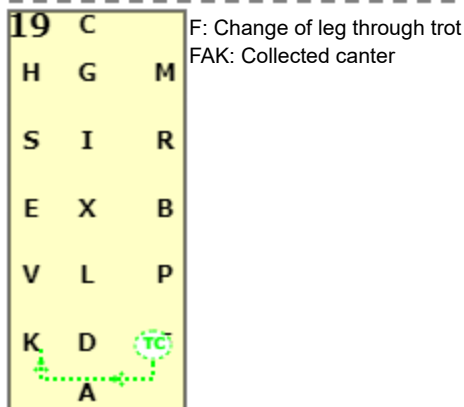 19 C
F: Change of leg through trot
FAK: Collected canter
H G M
S I R
E X B
V L P
K D TC
A